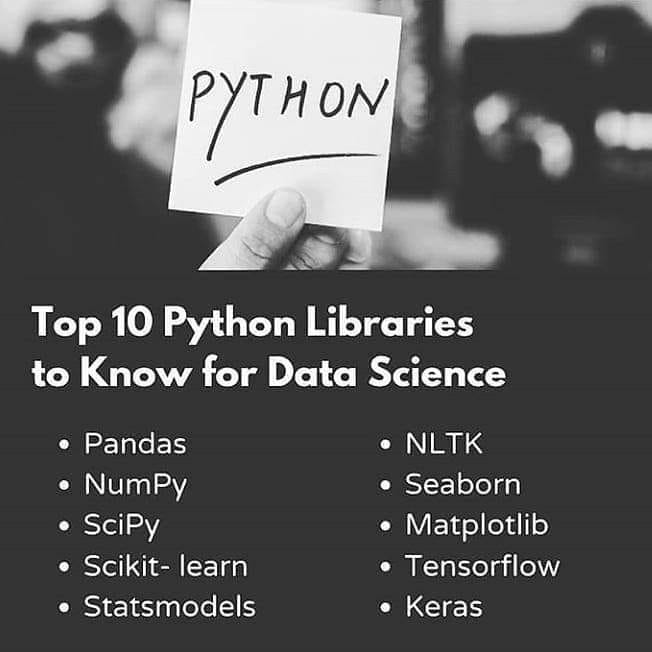 PYTHON
Top 10 Python Libraries
to Know for Data Science
• Pandas
• NumPy
• SciPy
• Scikit- learn
• Statsmodels
• NLTK
• Seaborn
• Matplotlib
• Tensorflow
• Keras